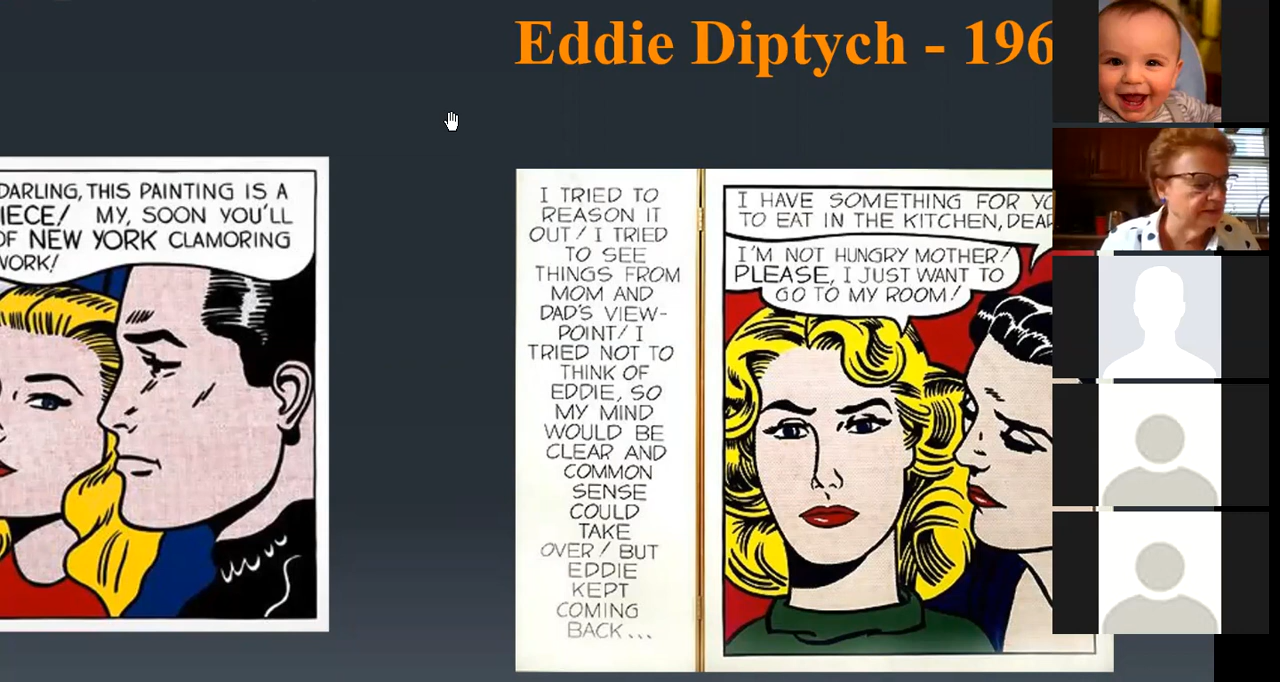 Eddie Diptych - 196
DARLING, THIS PAINTING IS A
IECE! MY, SOON YOU'LL
OF NEW YORK CLAMORING
WORK!
I TRIED TO
REASON IT
OUT! I TRIED
TO SEE
THINGS FROM
MOM AND
DAD'S VIEW-
POINT! I
TRIED NOT TO
THINK OF
EDDIE, SO
MY MIND
WOULD BE
CLEAR AND
COMMON
SENSE
COULD
TAKE
OVER! BUT
EDDIE
KEPT
COMING
BACK...
I HAVE SOMETHING FOR YO
TO EAT IN THE KITCHEN, DEAR
I'M NOT HUNGRY MOTHER!
PLEASE, I JUST WANT TO
GO TO MY ROOM!